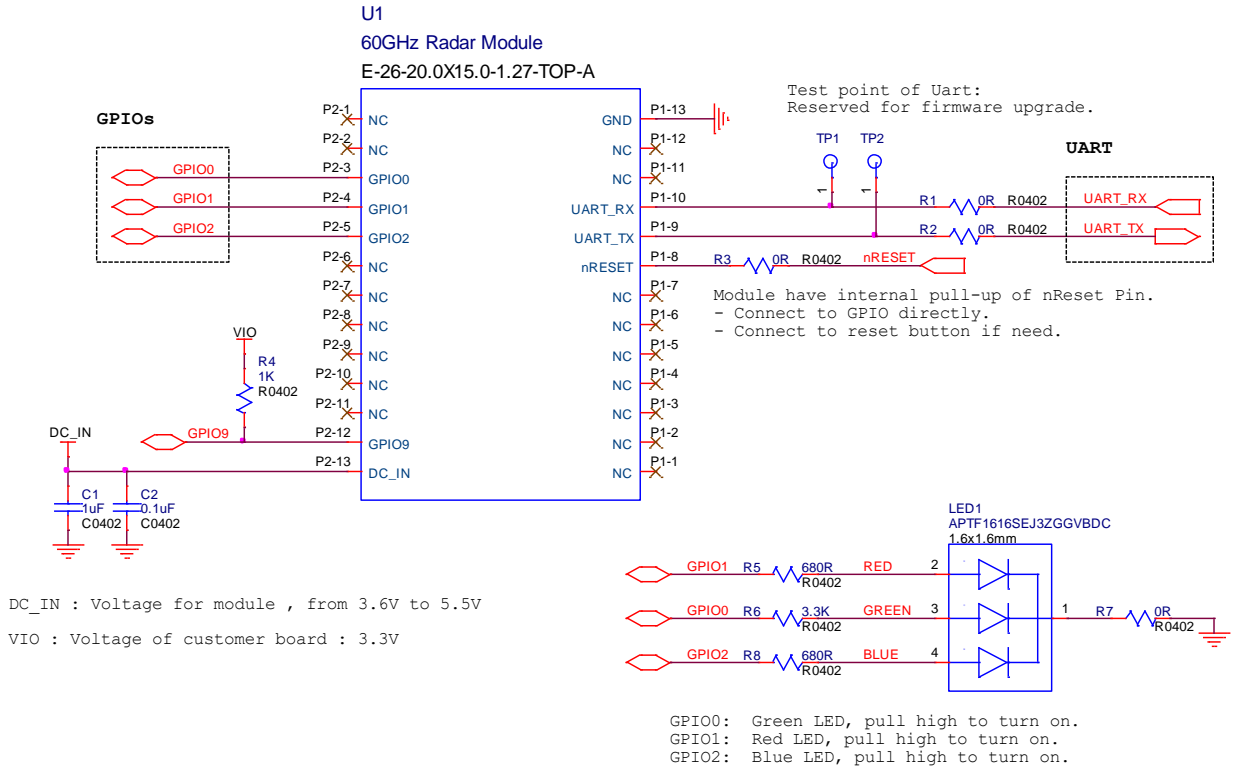 U1
60GHz Radar Module
E-26-20.0X15.0-1.27-TOP-A
Test point of Uart:
Reserved for firmware upgrade.
GPIOs
UART
TP1
TP2
1
1
P2-1
NC
P2-2
NC
GPIO0
P2-3
GPIO0
GPIO1
P2-4
GPIO1
GPIO2
P2-5
GPIO2
P2-6
NC
P2-7
NC
P2-8
NC
P2-9
NC
P2-10
NC
P2-11
NC
GPIO9
P2-12
GPIO9
P2-13
DC_IN
P1-13
GND
P1-12
NC
P1-11
NC
P1-10
UART_RX
R1
0R
R0402
UART_RX
P1-9
UART_TX
R2
0R
R0402
UART_TX
P1-8
nRESET
R3
0R
R0402
nRESET
P1-7
NC
P1-6
NC
P1-5
NC
P1-4
NC
P1-3
NC
P1-2
NC
P1-1
NC
Module have internal pull-up of nReset Pin.
- Connect to GPIO directly.
- Connect to reset button if need.
VIO
R4
1K
R0402
DC_IN
C1
1uF
C0402
C2
0.1uF
C0402
DC_IN : Voltage for module , from 3.6V to 5.5V
VIO : Voltage of customer board : 3.3V
LED1
APTF1616SEJ3ZGGVBDC
1.6x1.6mm
GPIO1
R5
680R
R0402
RED
2
GPIO0
R6
3.3K
R0402
GREEN
3
GPIO2
R8
680R
R0402
BLUE
4
1
R7
0R
R0402
GPIO0: Green LED, pull high to turn on.
GPIO1: Red LED, pull high to turn on.
GPIO2: Blue LED, pull high to turn on.